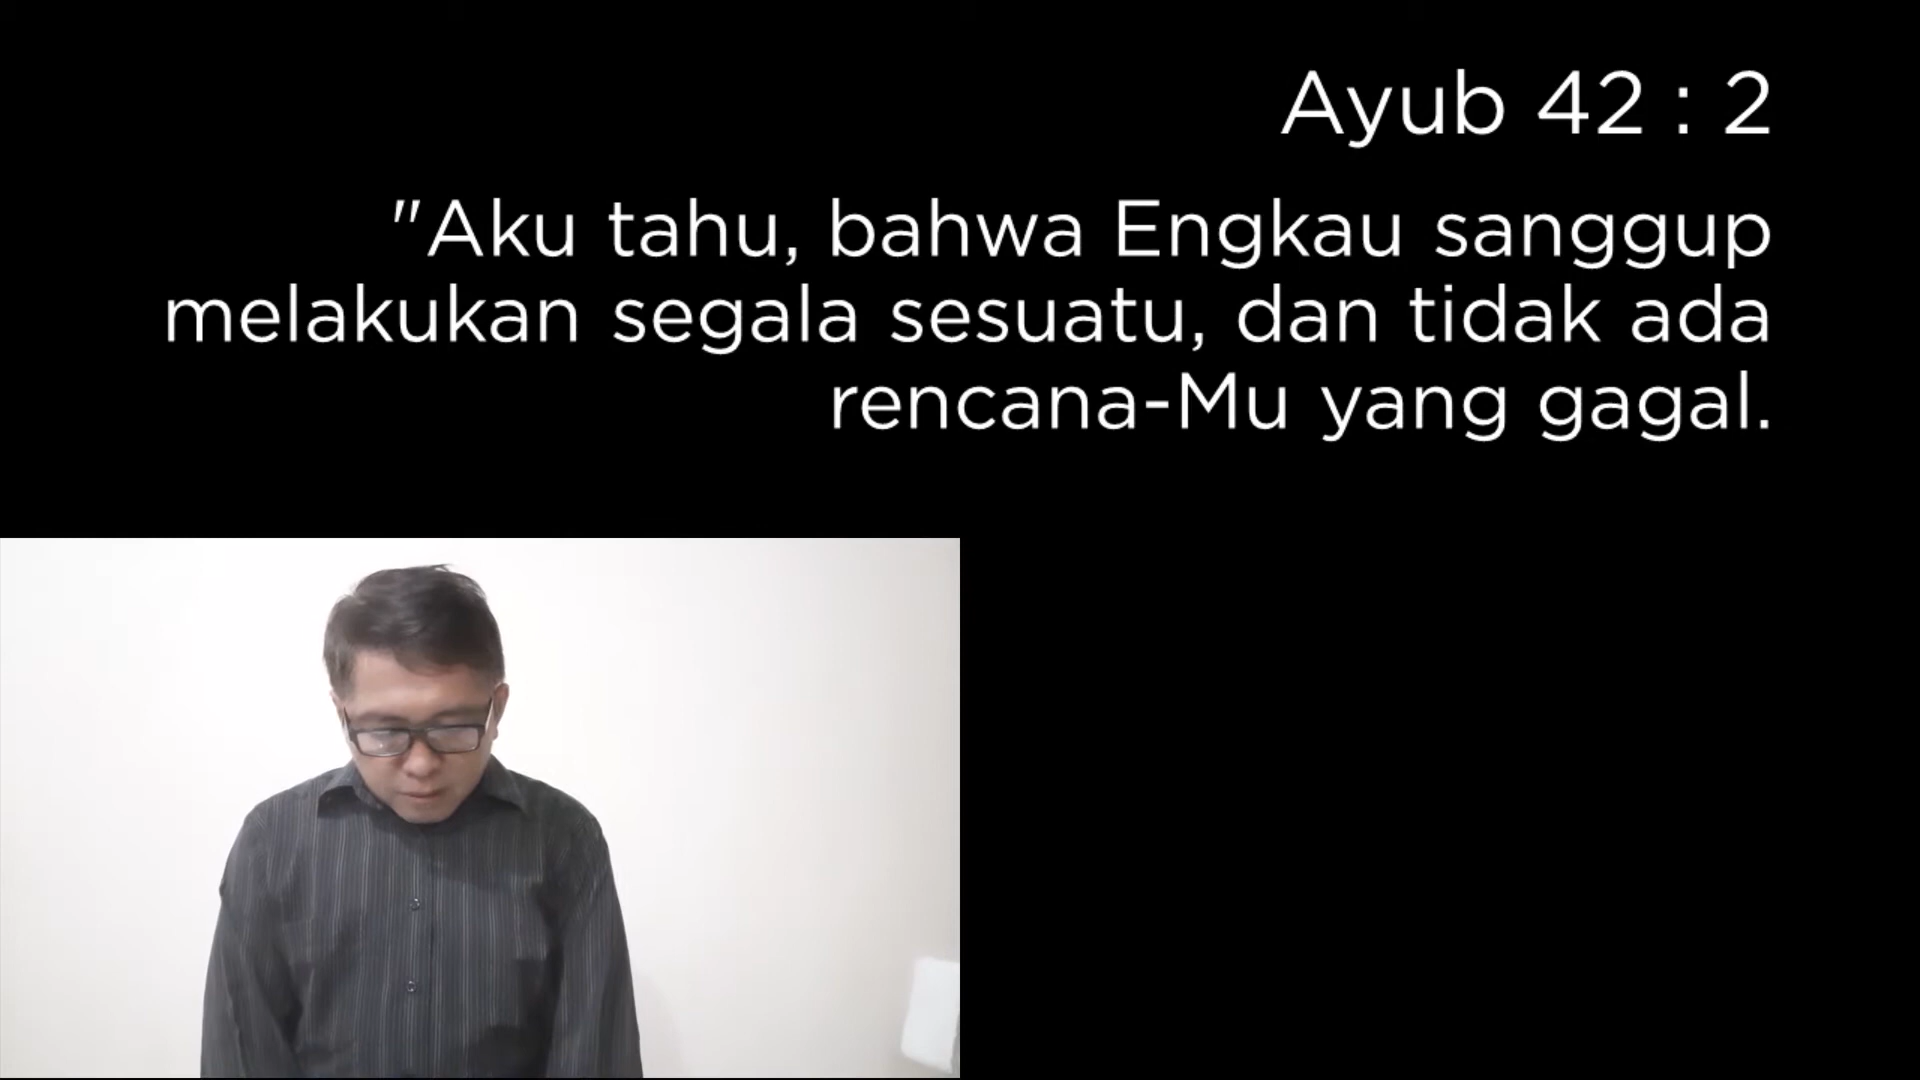 Ayub 42 : 2
"Aku tahu, bahwa Engkau sanggup
melakukan segala sesuatu, dan tidak ada
rencana-Mu yang gagal.